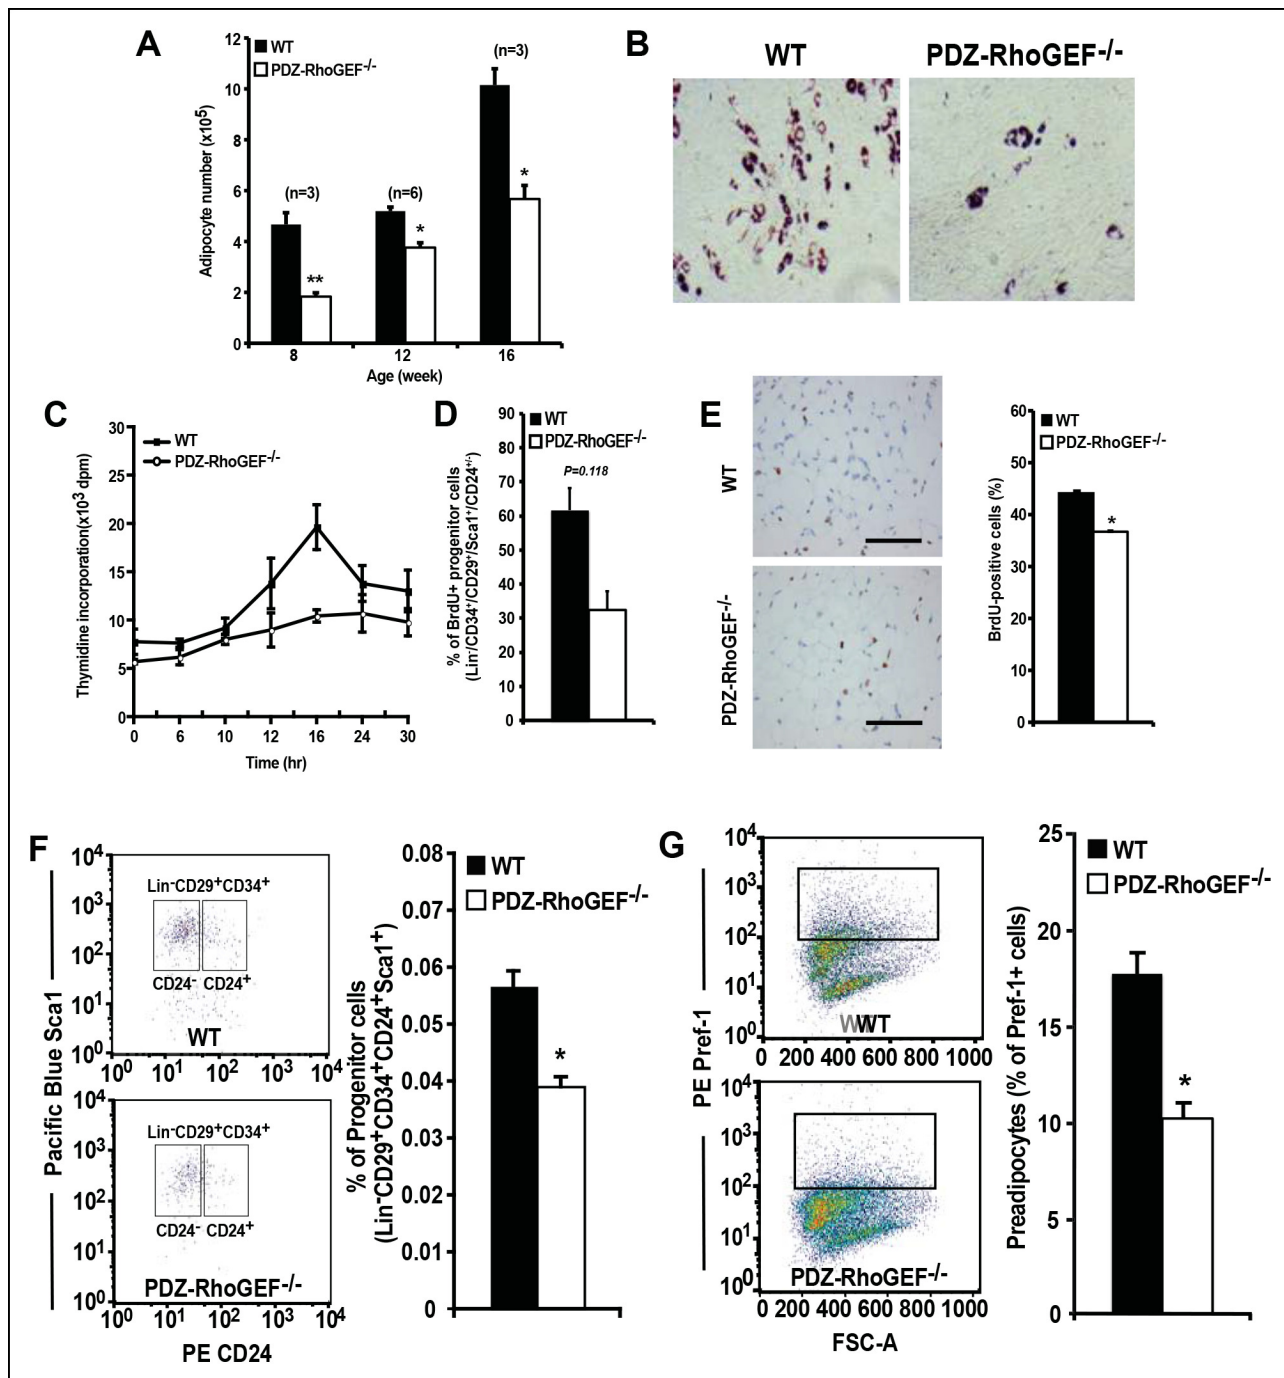 A
12
10
8
6
4
2
0
Adipocyte number (x10⁵)
WT
PDZ-RhoGEF⁻/⁻
(n=3)
(n=6)
(n=3)
**
*
*
8 12 16
Age (week)
B
WT PDZ-RhoGEF⁻/⁻
C
30
25
20
15
10
5
0
Thymidine incorporation(x10³ dpm)
WT
PDZ-RhoGEF⁻/⁻
0 6 10 12 16 24 30
Time (hr)
D
90
80
70
60
50
40
30
20
10
0
% of BrdU+ progenitor cells
(Lin⁻/CD34⁺/CD29⁺/Sca1⁺/CD24⁺/⁻)
WT
PDZ-RhoGEF⁻/⁻
P=0.118
E
WT
PDZ-RhoGEF⁻/⁻
60
50
40
30
20
10
0
BrdU-positive cells (%)
WT
PDZ-RhoGEF⁻/⁻
*
F
Pacific Blue Sca1
10⁴
10³
10²
10¹
10⁰
Lin⁻CD29⁺CD34⁺
CD24⁻ CD24⁺
WT
10⁰ 10¹ 10² 10³ 10⁴
10⁴
10³
10²
10¹
10⁰
Lin⁻CD29⁺CD34⁺
CD24⁻ CD24⁺
PDZ-RhoGEF⁻/⁻
10⁰ 10¹ 10² 10³ 10⁴
PE CD24
0.08
0.07
0.06
0.05
0.04
0.03
0.02
0.01
0
% of Progenitor cells
(Lin⁻CD29⁺CD34⁺CD24⁺Sca1⁺)
WT
PDZ-RhoGEF⁻/⁻
*
G
PE Pref-1
10⁴
10³
10²
10¹
10⁰
WT
0 200 400 600 800 1000
10⁴
10³
10²
10¹
10⁰
PDZ-RhoGEF⁻/⁻
0 200 400 600 800 1000
FSC-A
25
20
15
10
5
0
Preadipocytes (% of Pref-1+ cells)
WT
PDZ-RhoGEF⁻/⁻
*